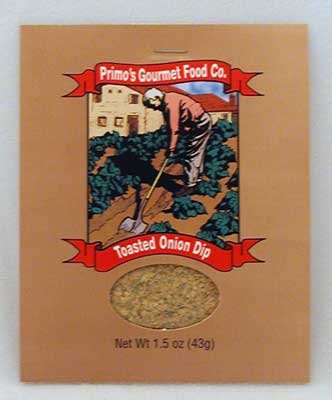 Primo's Gourmet Food Co.
Toasted Onion Dip
Net Wt 1.5 oz (43g)